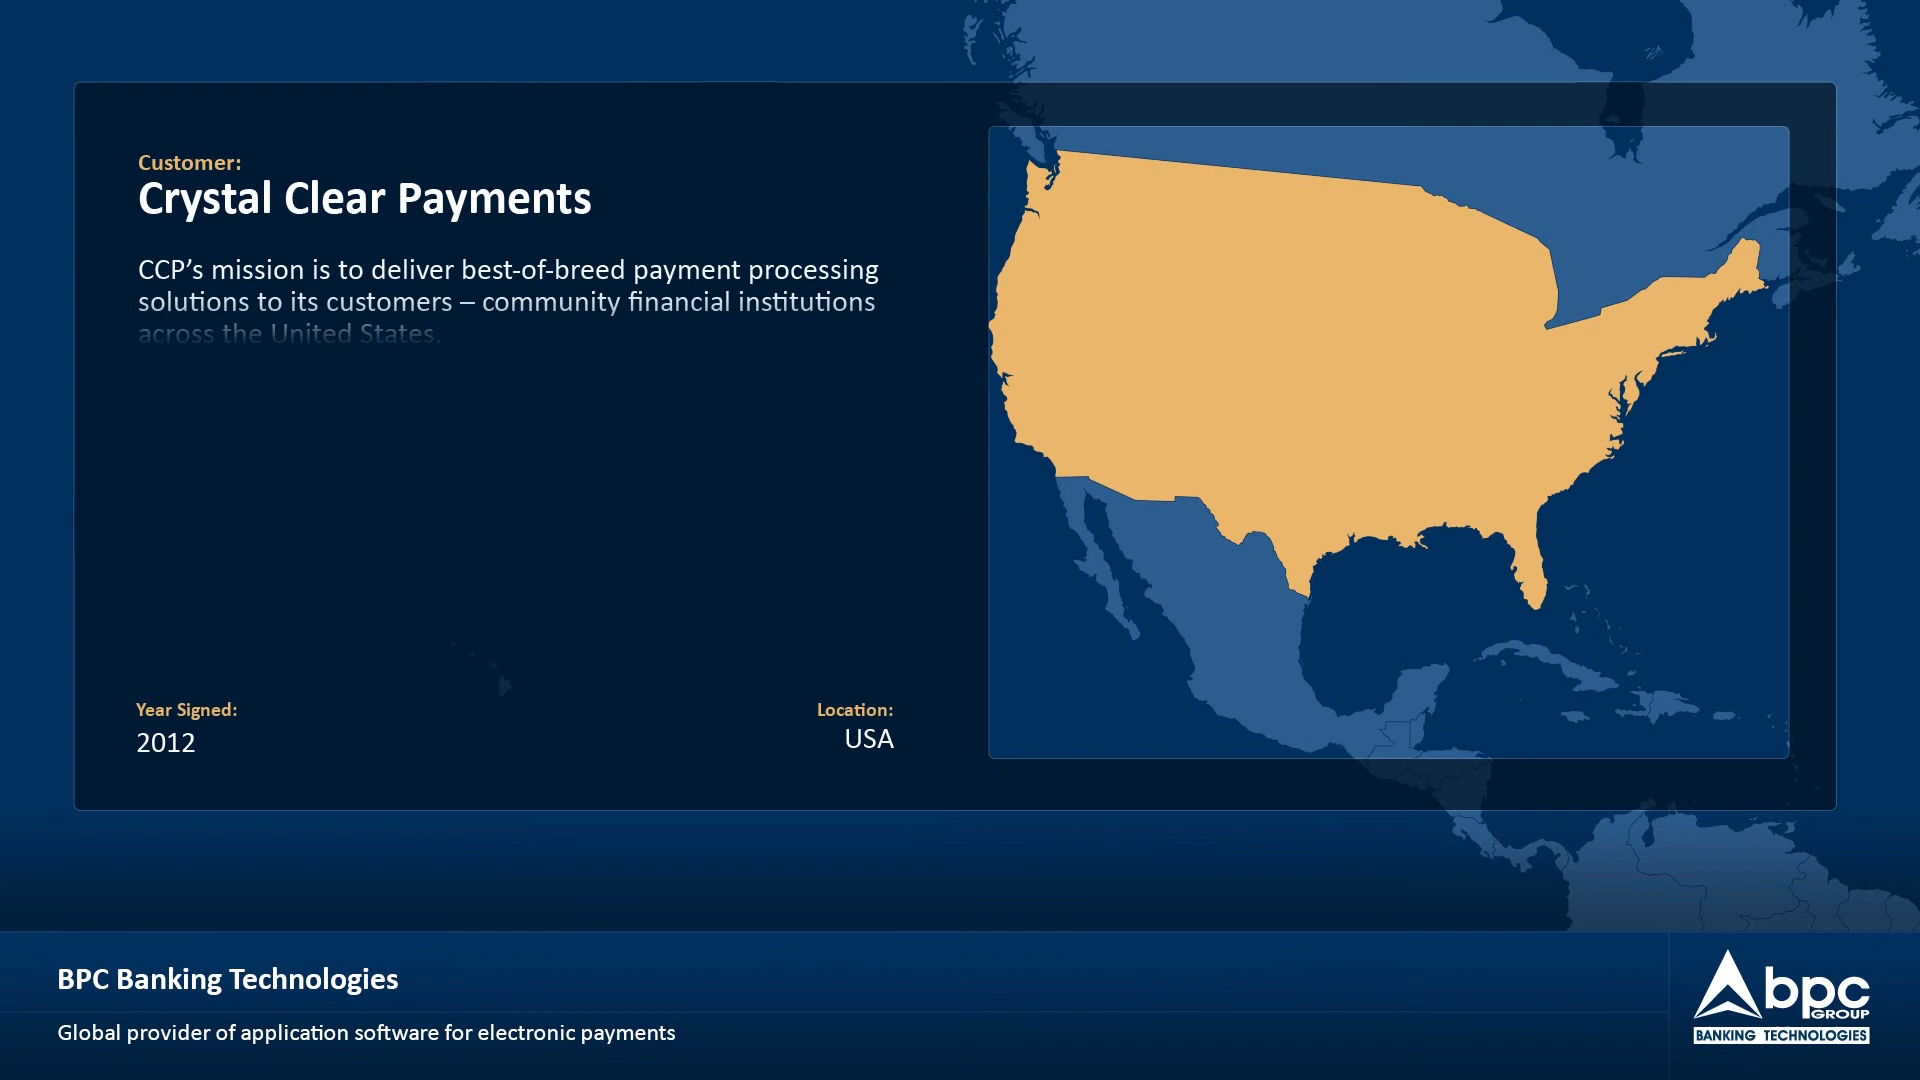 Customer:
Crystal Clear Payments
CCP’s mission is to deliver best-of-breed payment processing
solutions to its customers – community financial institutions
across the United States.
Year Signed:
2012
Location:
USA
BPC Banking Technologies
Global provider of application software for electronic payments
bpc
GROUP
BANKING TECHNOLOGIES